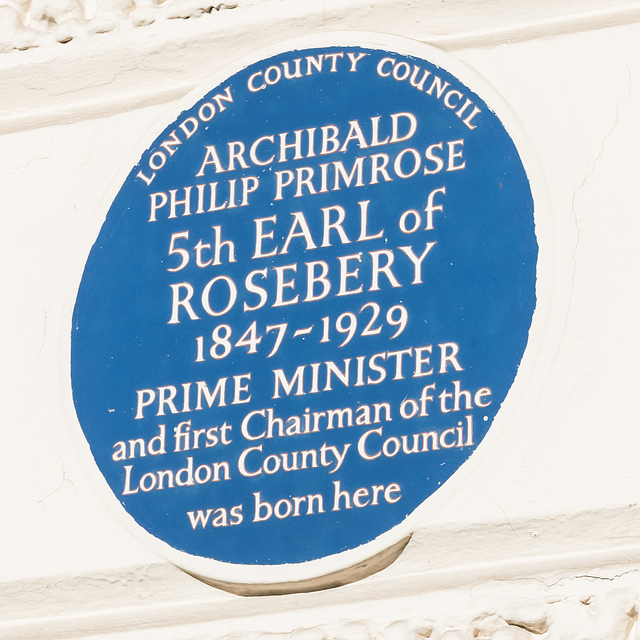 LONDON COUNTY COUNCIL
ARCHIBALD
PHILIP PRIMROSE
5th EARL of
ROSEBERY
1847-1929
PRIME MINISTER
and first Chairman of the
London County Council
was born here